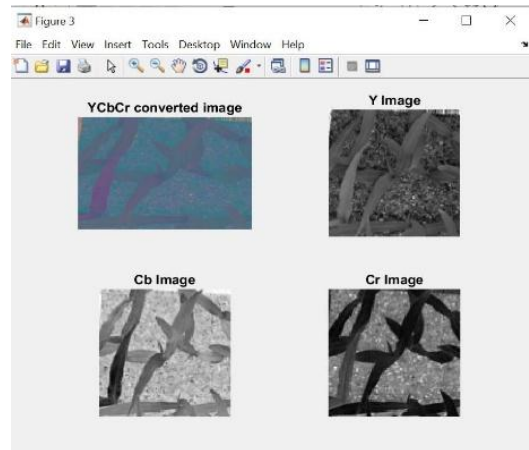 Figure 3
File Edit View Insert Tools Desktop Window Help
YCbCr converted image
Y Image
Cb Image
Cr Image